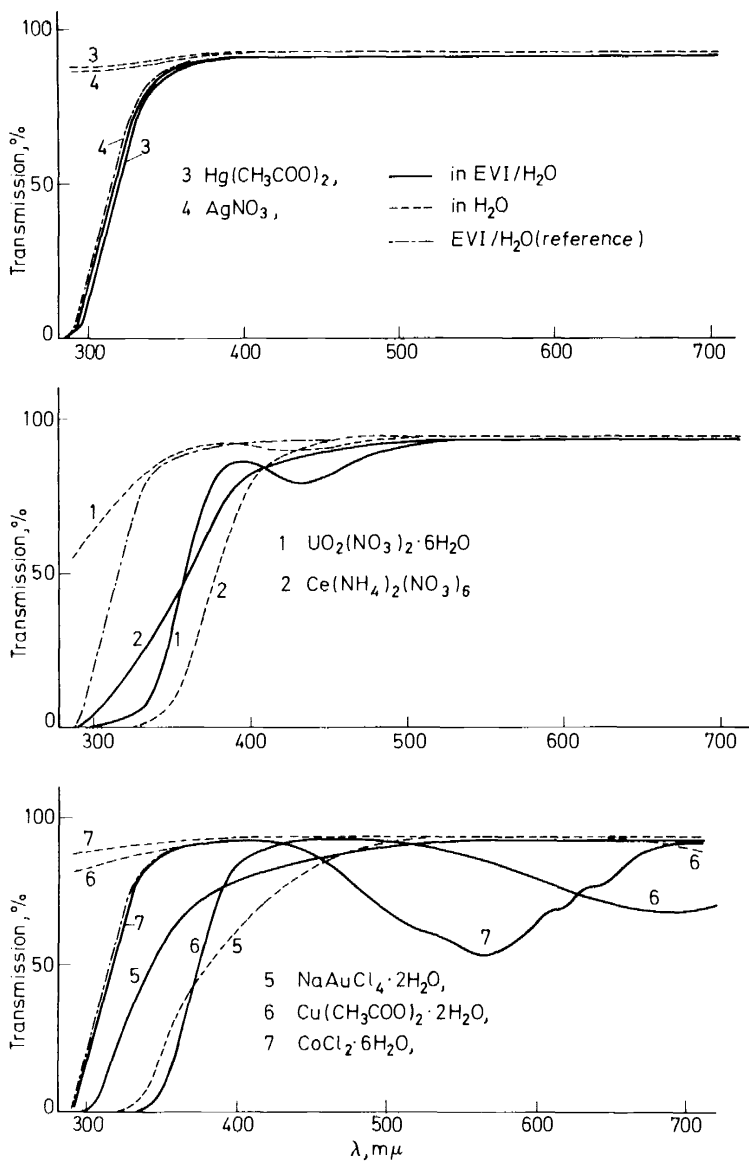 100
3
4
4
3
3 Hg(CH₃COO)₂,
4 AgNO₃,
in EVI/H₂O
in H₂O
EVI/H₂O(reference)
50
Transmission, %
0
300 400 500 600 700
100
1
1 UO₂(NO₃)₂·6H₂O
2 Ce(NH₄)₂(NO₃)₆
50
2
2
1
Transmission, %
0
300 400 500 600 700
100
7
6
6
6
7
7
5
6
5
50
5 NaAuCl₄·2H₂O,
6 Cu(CH₃COO)₂·2H₂O,
7 CoCl₂·6H₂O,
Transmission, %
0
300 400 500 600 700
λ, mμ